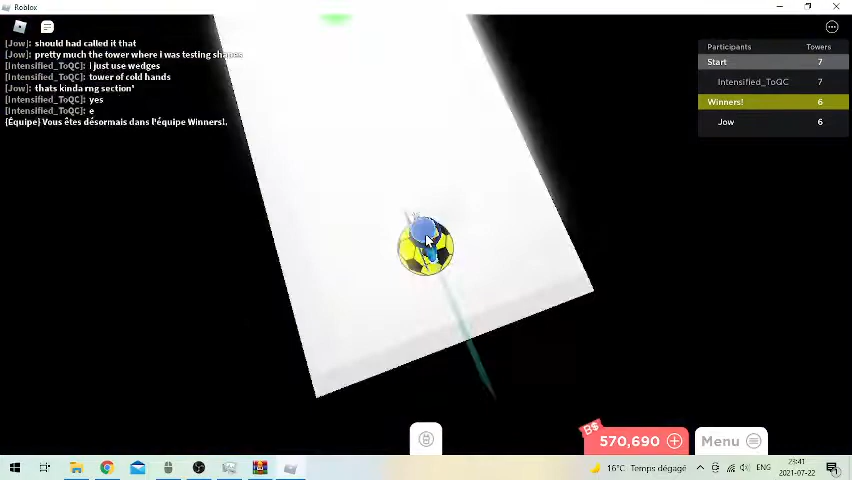 Roblox
[Jow]: should had called it that
[Jow]: pretty much the tower where i was testing shapes
[Intensified_ToQC]: I just use wedges
[Intensified_ToQC]: tower of cold hands
[Jow]: thats kinda rng section'
[Intensified_ToQC]: yes
[Intensified_ToQC]: e
{Équipe} Vous êtes désormais dans l'équipe Winners!.
Participants Towers
Start 7
Intensified_ToQC 7
Winners! 6
Jow 6
B$ 570,690
Menu
16°C Temps dégagé
ENG
23:41
2021-07-22